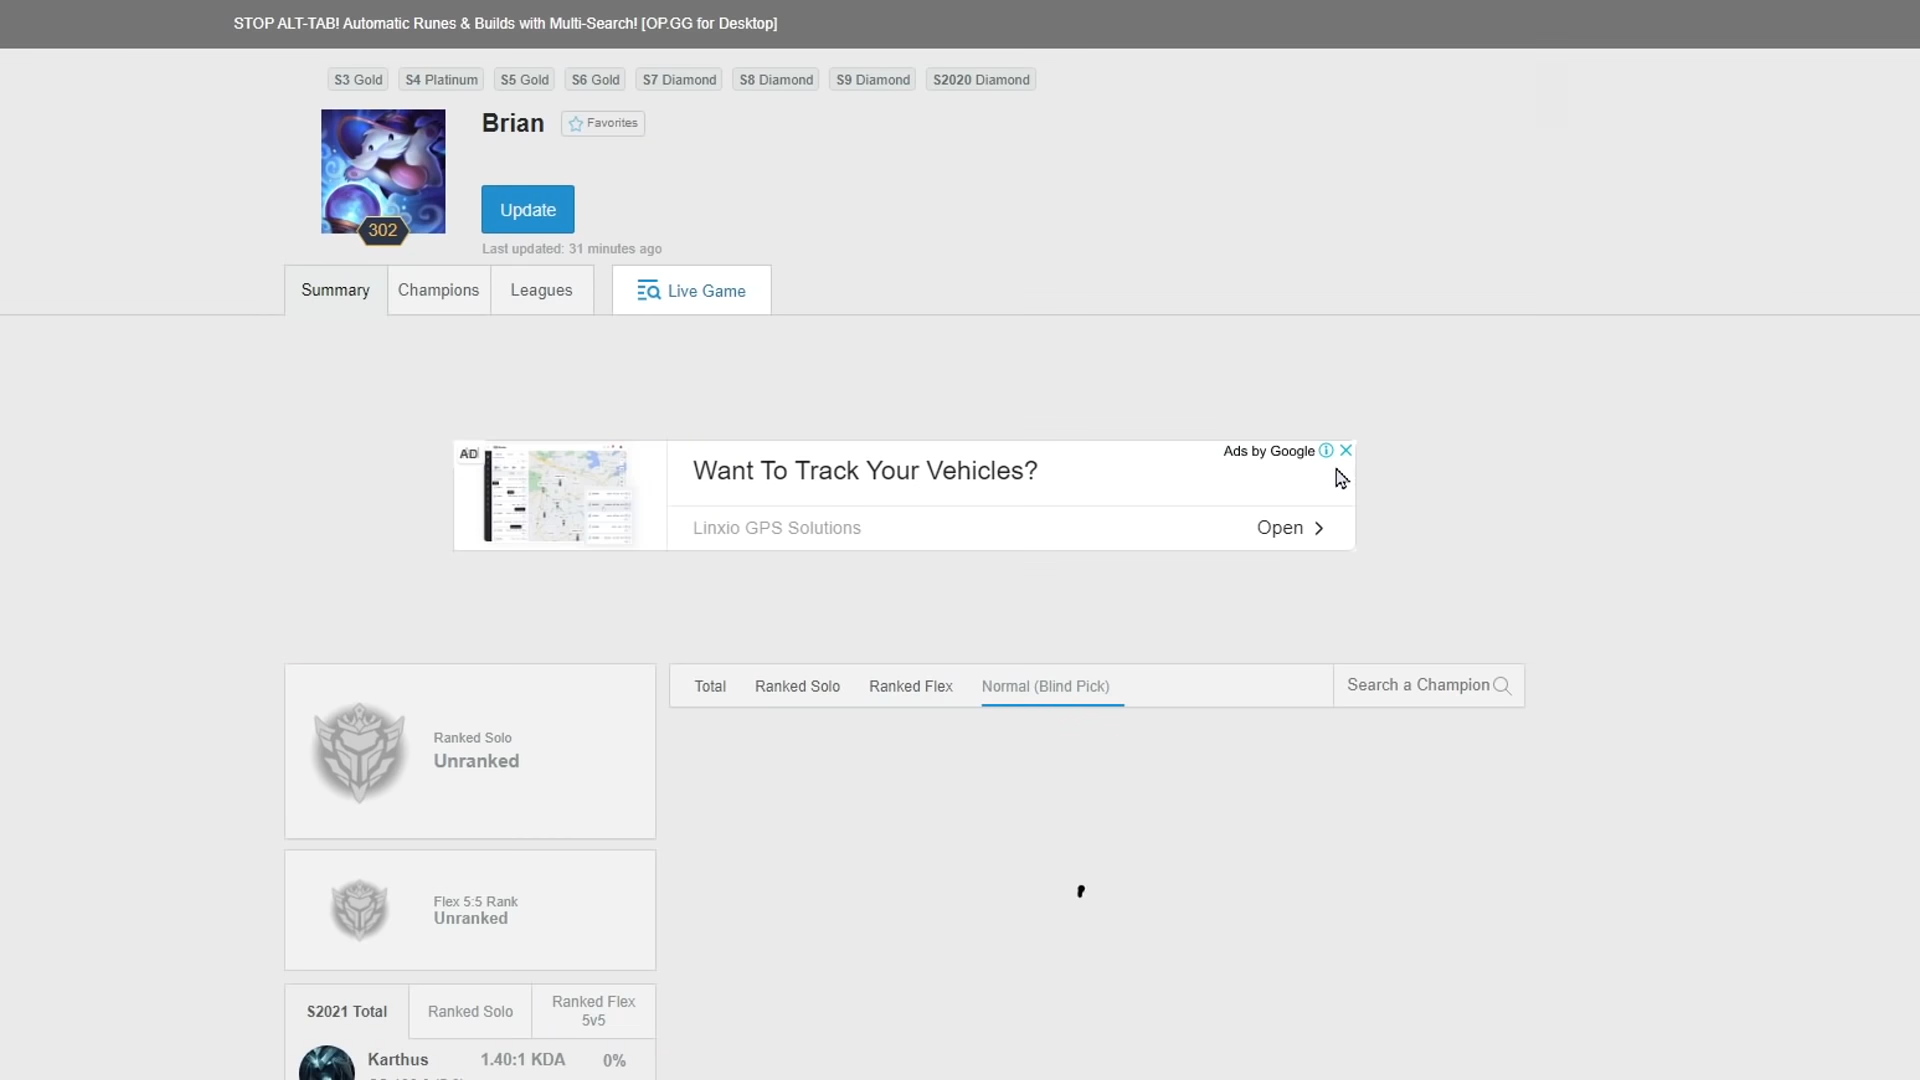 STOP ALT-TAB! Automatic Runes & Builds with Multi-Search! [OP.GG for Desktop]
S3 Gold
S4 Platinum
S5 Gold
S6 Gold
S7 Diamond
S8 Diamond
S9 Diamond
S2020 Diamond
Brian
Favorites
302
Update
Last updated: 31 minutes ago
Summary
Champions
Leagues
Live Game
AD
Ads by Google
Want To Track Your Vehicles?
Linxio GPS Solutions
Open
Ranked Solo
Unranked
Total
Ranked Solo
Ranked Flex
Normal (Blind Pick)
Search a Champion
Flex 5:5 Rank
Unranked
S2021 Total
Ranked Solo
Ranked Flex
5v5
Karthus
1.40:1 KDA
0%